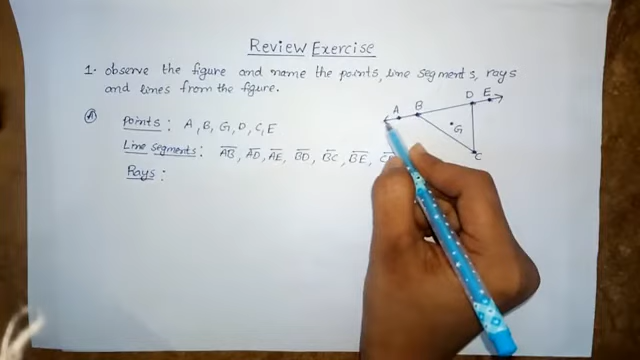 Review Exercise
1. observe the figure and name the points, line segments, rays
and lines from the figure.
A Points : A, B, G, D, C, E
Line segments : AB, AD, AE, BD, BC, BE,
Rays :
A B D E
G
C